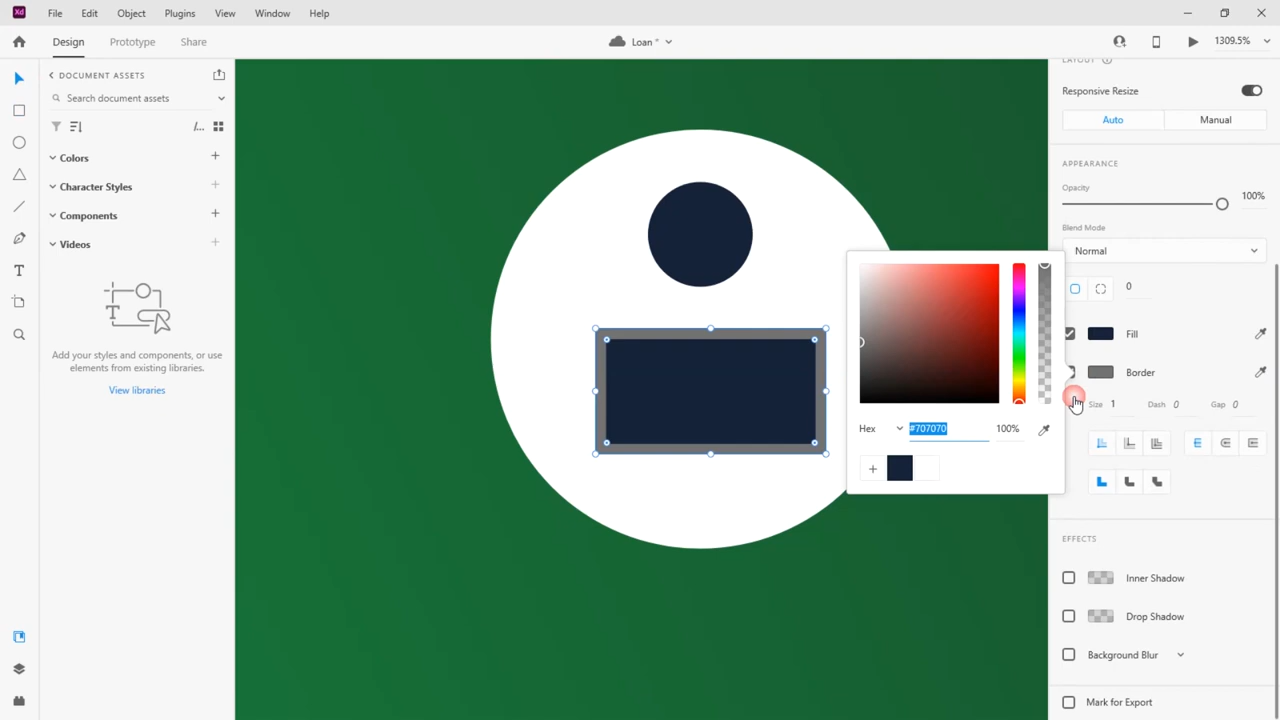 Xd File Edit Object Plugins View Window Help
Design Prototype Share Loan * 1309.5%
DOCUMENT ASSETS
Search document assets
Colors
Character Styles
Components
Videos
Add your styles and components, or use
elements from existing libraries.
View libraries
LAYOUT
Responsive Resize
Auto Manual
APPEARANCE
Opacity
100%
Blend Mode
Normal
0
Fill
Border
Size 1 Dash 0 Gap 0
Hex #707070 100%
EFFECTS
Inner Shadow
Drop Shadow
Background Blur
Mark for Export